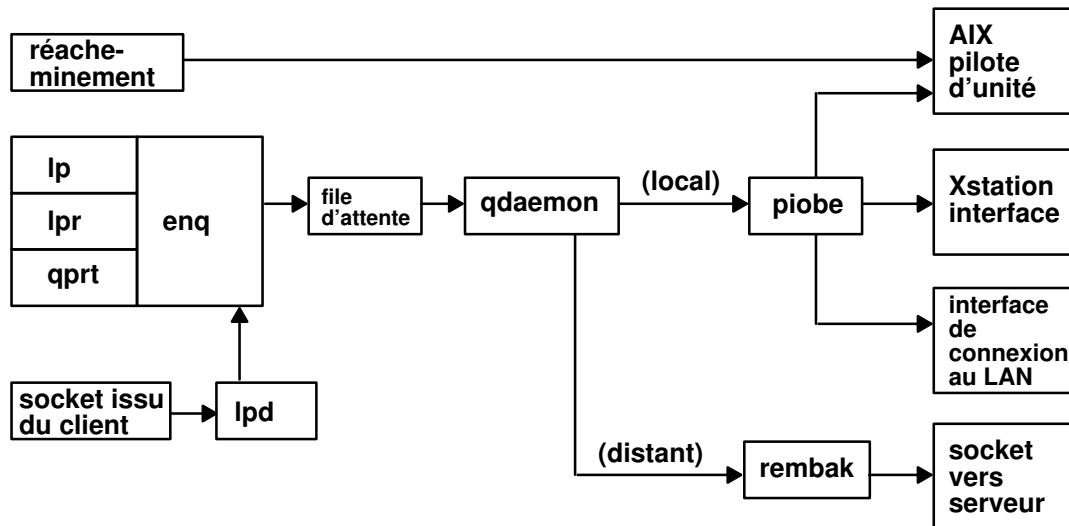 réache-
minement
AIX
pilote
d'unité
lp
lpr
qprt
enq
file
d'attente
qdaemon
(local)
piobe
Xstation
interface
interface
de
connexion
au LAN
socket issu
du client
lpd
(distant)
rembak
socket
vers
serveur